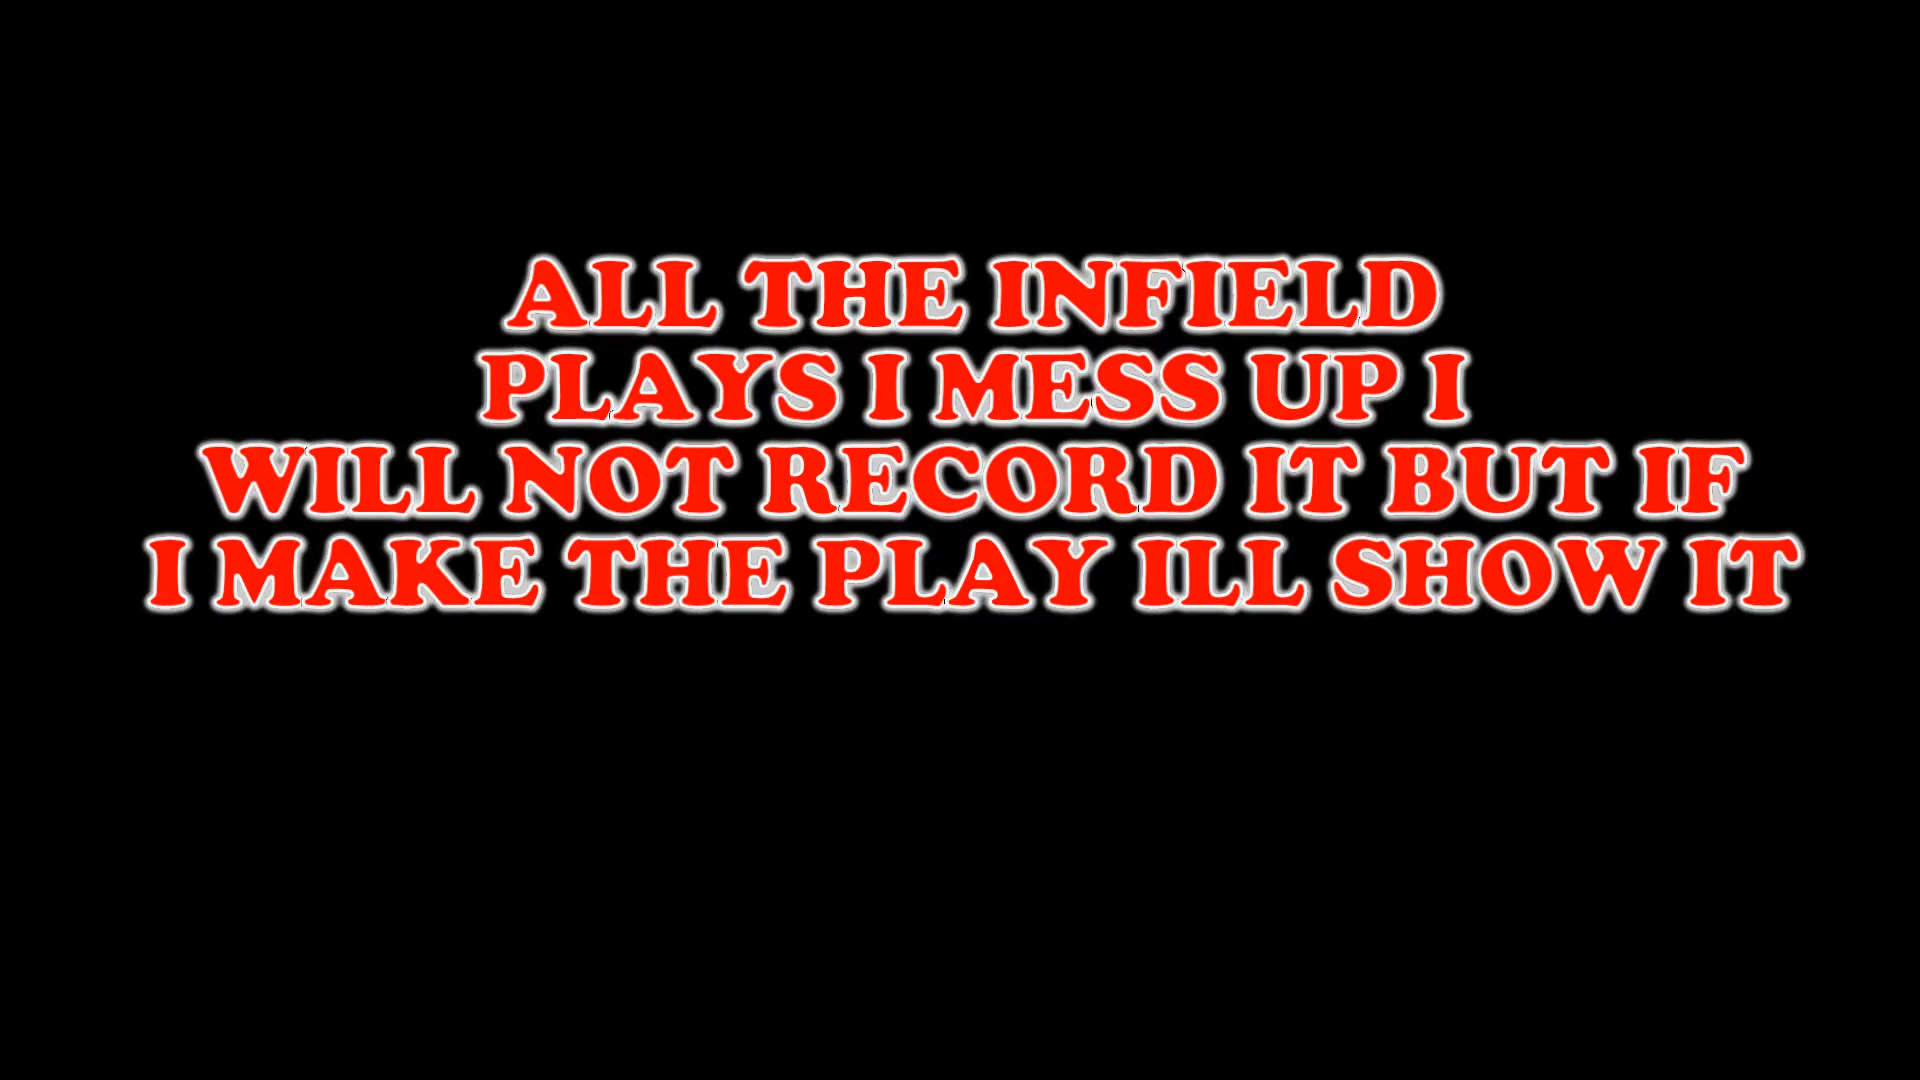 ALL THE INFIELD
PLAYS I MESS UP I
WILL NOT RECORD IT BUT IF
I MAKE THE PLAY ILL SHOW IT